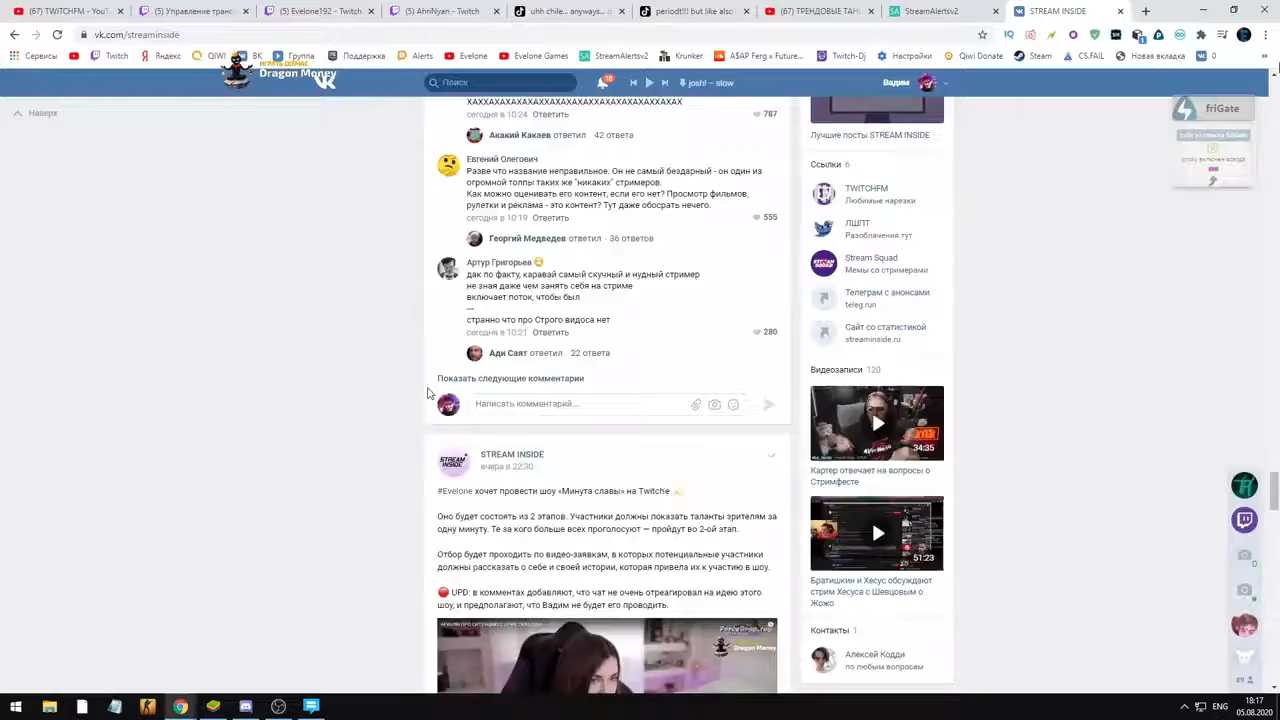 (67) TWITCHFM - YouT
(5) Управление транс
(5) Evelone192 - Twitch
AhriNyan - Twitch
uhh chile... anyways.. a
periodt!!! but.like also
(67) ТРЕНДОВЫЕ ТАН
StreamAlertsv2
STREAM INSIDE
vk.com/streaminside
Сервисы
Twitch
Яндекс
QIWI
ВК
Группа
Поддержка
Alerts
Evelone
Evelone Games
StreamAlertsv2
Krunker
A$AP Ferg x Future...
Twitch-Dj
Настройки
Qiwi Donate
Steam
CS.FAIL
Новая вкладка
0
ИГРАТЬ СЕЙЧАС
Dragon Money
Поиск
18
josh! – slow
Вадим
Наверх
friGate
ХАХХАХАХАХАХАХАХАХАХАХАХАХАХАХАХАХАХАХ
сегодня в 10:24 Ответить
787
Акакий Какаев ответил 42 ответа
Евгений Олегович
Разве что название неправильное. Он не самый бездарный - он один из
огромной толпы таких же "никаких" стримеров.
Как можно оценивать его контент, если его нет? Просмотр фильмов,
рулетки и реклама - это контент? Тут даже обосрать нечего.
сегодня в 10:19 Ответить
555
Георгий Медведев ответил · 36 ответов
Артур Григорьев
дак по факту, каравай самый скучный и нудный стример
не зная даже чем занять себя на стриме
включает поток, чтобы был
—
странно что про Строго видоса нет
сегодня в 10:21 Ответить
280
Ади Саят ответил 22 ответа
Показать следующие комментарии
Написать комментарий...
STREAM INSIDE
вчера в 22:30
#Evelone хочет провести шоу «Минута славы» на Twitch'e
Оно будет состоять из 2 этапов. Участники должны показать таланты зрителям за
одну минуту. Те за кого больше всех проголосуют — пройдут во 2-ой этап.
Отбор будет проходить по видео-заявкам, в которых потенциальные участники
должны рассказать о себе и своей истории, которая привела их к участию в шоу.
UPD: в комментах добавляют, что чат не очень отреагировал на идею этого
шоу, и предполагают, что Вадим не будет его проводить.
Dragon Money
Лучшие посты STREAM INSIDE
Ссылки 6
TWITCHFM
Любимые нарезки
ЛШПТ
Разоблачения тут
Stream Squad
Мемы со стримерами
Телеграм с анонсами
teleg.run
Сайт со статистикой
streaminside.ru
Видеозаписи 120
34:35
Картер отвечает на вопросы о
Стримфесте
51:23
Братишкин и Хесус обсуждают
стрим Хесуса с Шевцовым о
Жожо
Контакты 1
Алексей Кодди
по любым вопросам
89
ENG
18:17
05.08.2020